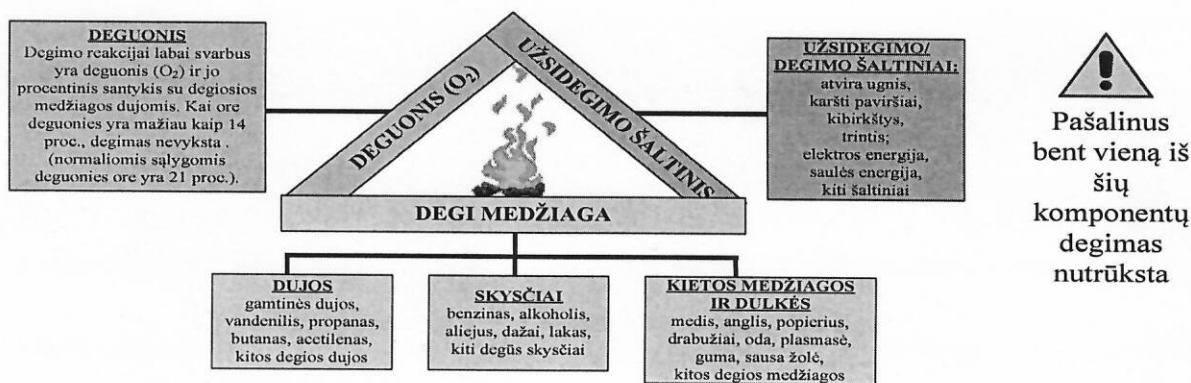 DEGUONIS
Degimo reakcijai labai svarbus
yra deguonis (O₂) ir jo
procentinis santykis su degiosios
medžiagos dujomis. Kai ore
deguonies yra mažiau kaip 14
proc., degimas nevyksta .
(normaliomis sąlygomis
deguonies ore yra 21 proc.).
DEGUONIS (O₂)
UŽSIDEGIMO ŠALTINIS
DEGI MEDŽIAGA
UŽSIDEGIMO/
DEGIMO ŠALTINIAI:
atvira ugnis,
karšti paviršiai,
kibirkštys,
trintis;
elektros energija,
saulės energija,
kiti šaltiniai
!
Pašalinus
bent vieną iš
šių
komponentų
degimas
nutrūksta
DUJOS
gamtinės dujos,
vandenilis, propanas,
butanas, acetilenas,
kitos degios dujos
SKYSČIAI
benzinas, alkoholis,
aliejus, dažai, lakas,
kiti degūs skysčiai
KIETOS MEDŽIAGOS
IR DULKĖS
medis, anglis, popierius,
drabužiai, oda, plasmasė,
guma, sausa žolė,
kitos degios medžiagos